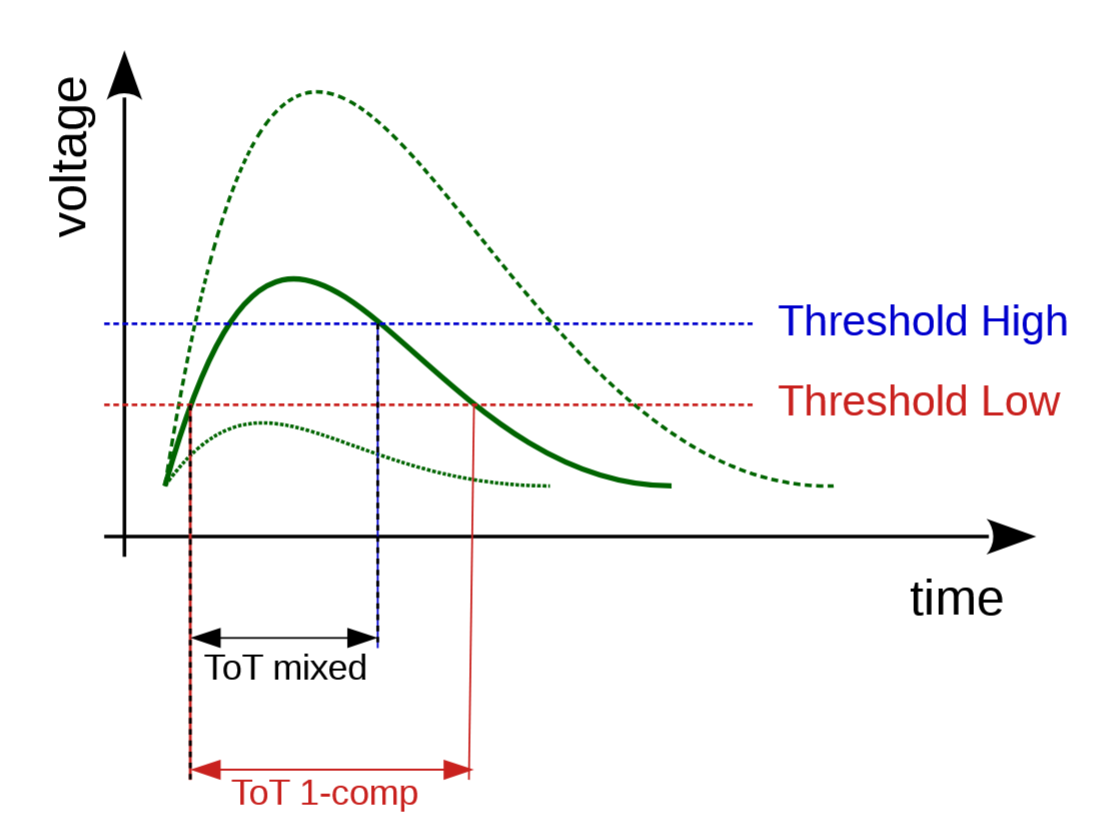 voltage
Threshold High
Threshold Low
time
ToT mixed
ToT 1-comp